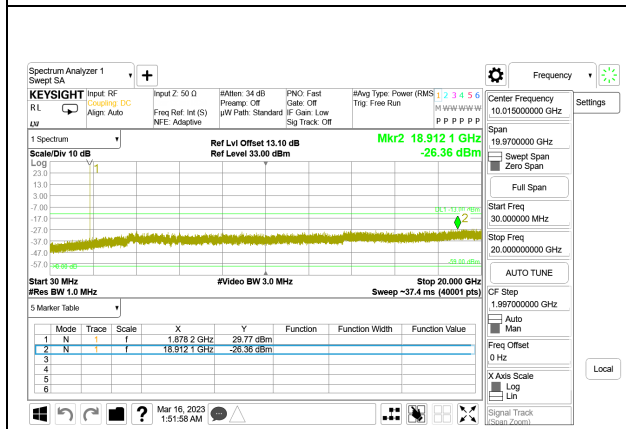 Spectrum Analyzer 1
Swept SA
Frequency
KEYSIGHT
RL
Input: RF
Coupling: DC
Align: Auto
Input Z: 50 Ω
Freq Ref: Int (S)
NFE: Adaptive
#Atten: 34 dB
Preamp: Off
µW Path: Standard
PNO: Fast
Gate: Off
IF Gain: Low
Sig Track: Off
#Avg Type: Power (RMS
Trig: Free Run
1 2 3 4 5 6
M W W W W W
P P P P P P
Center Frequency
10.015000000 GHz
Settings
1 Spectrum
Scale/Div 10 dB
Log
Ref Lvl Offset 13.10 dB
Ref Level 33.00 dBm
Mkr2 18.912 1 GHz
-26.36 dBm
Span
19.9700000 GHz
Swept Span
Zero Span
Full Span
Start Freq
30.000000 MHz
Stop Freq
20.000000000 GHz
AUTO TUNE
CF Step
1.997000000 GHz
Auto
Man
Freq Offset
0 Hz
X Axis Scale
Log
Lin
Local
Signal Track
(Span Zoom)
23.0
13.0
3.00
-7.00
-17.0
-27.0
-37.0
-47.0
-57.0
1
2
DL1 -13.00 dBm
Start 30 MHz
#Res BW 1.0 MHz
#Video BW 3.0 MHz
Stop 20.000 GHz
Sweep ~37.4 ms (40001 pts)
5 Marker Table
Mode Trace Scale X Y Function Function Width Function Value
1 N 1 f 1.878 2 GHz 29.77 dBm
2 N 1 f 18.912 1 GHz -26.36 dBm
3
4
5
6
Mar 16, 2023
1:51:58 AM